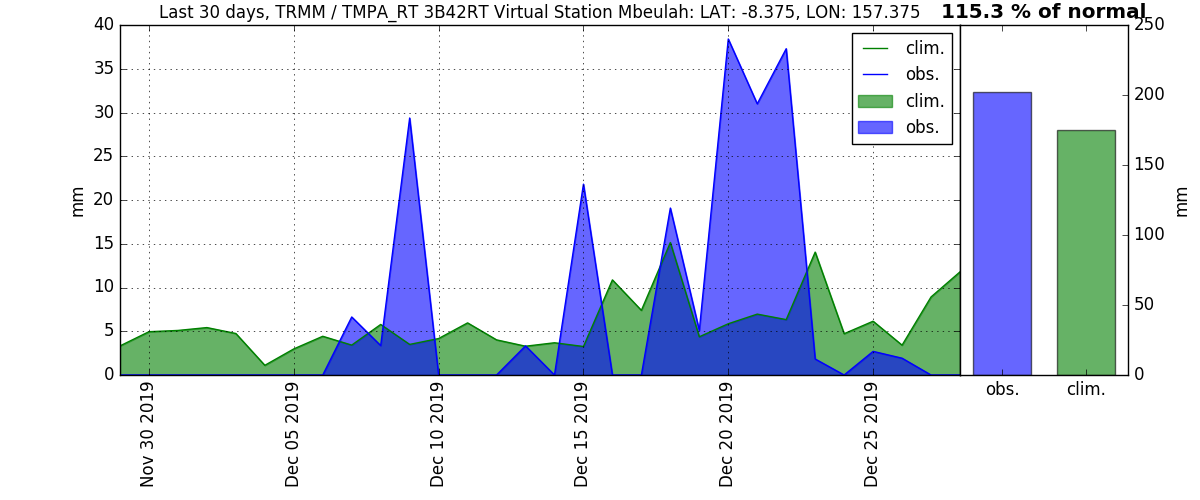 Last 30 days, TRMM / TMPA_RT 3B42RT Virtual Station Mbeulah: LAT: -8.375, LON: 157.375
115.3 % of normal
40
35
30
25
20
15
10
5
0
mm
clim.
obs.
clim.
obs.
Nov 30 2019
Dec 05 2019
Dec 10 2019
Dec 15 2019
Dec 20 2019
Dec 25 2019
250
200
150
100
50
0
mm
obs.
clim.